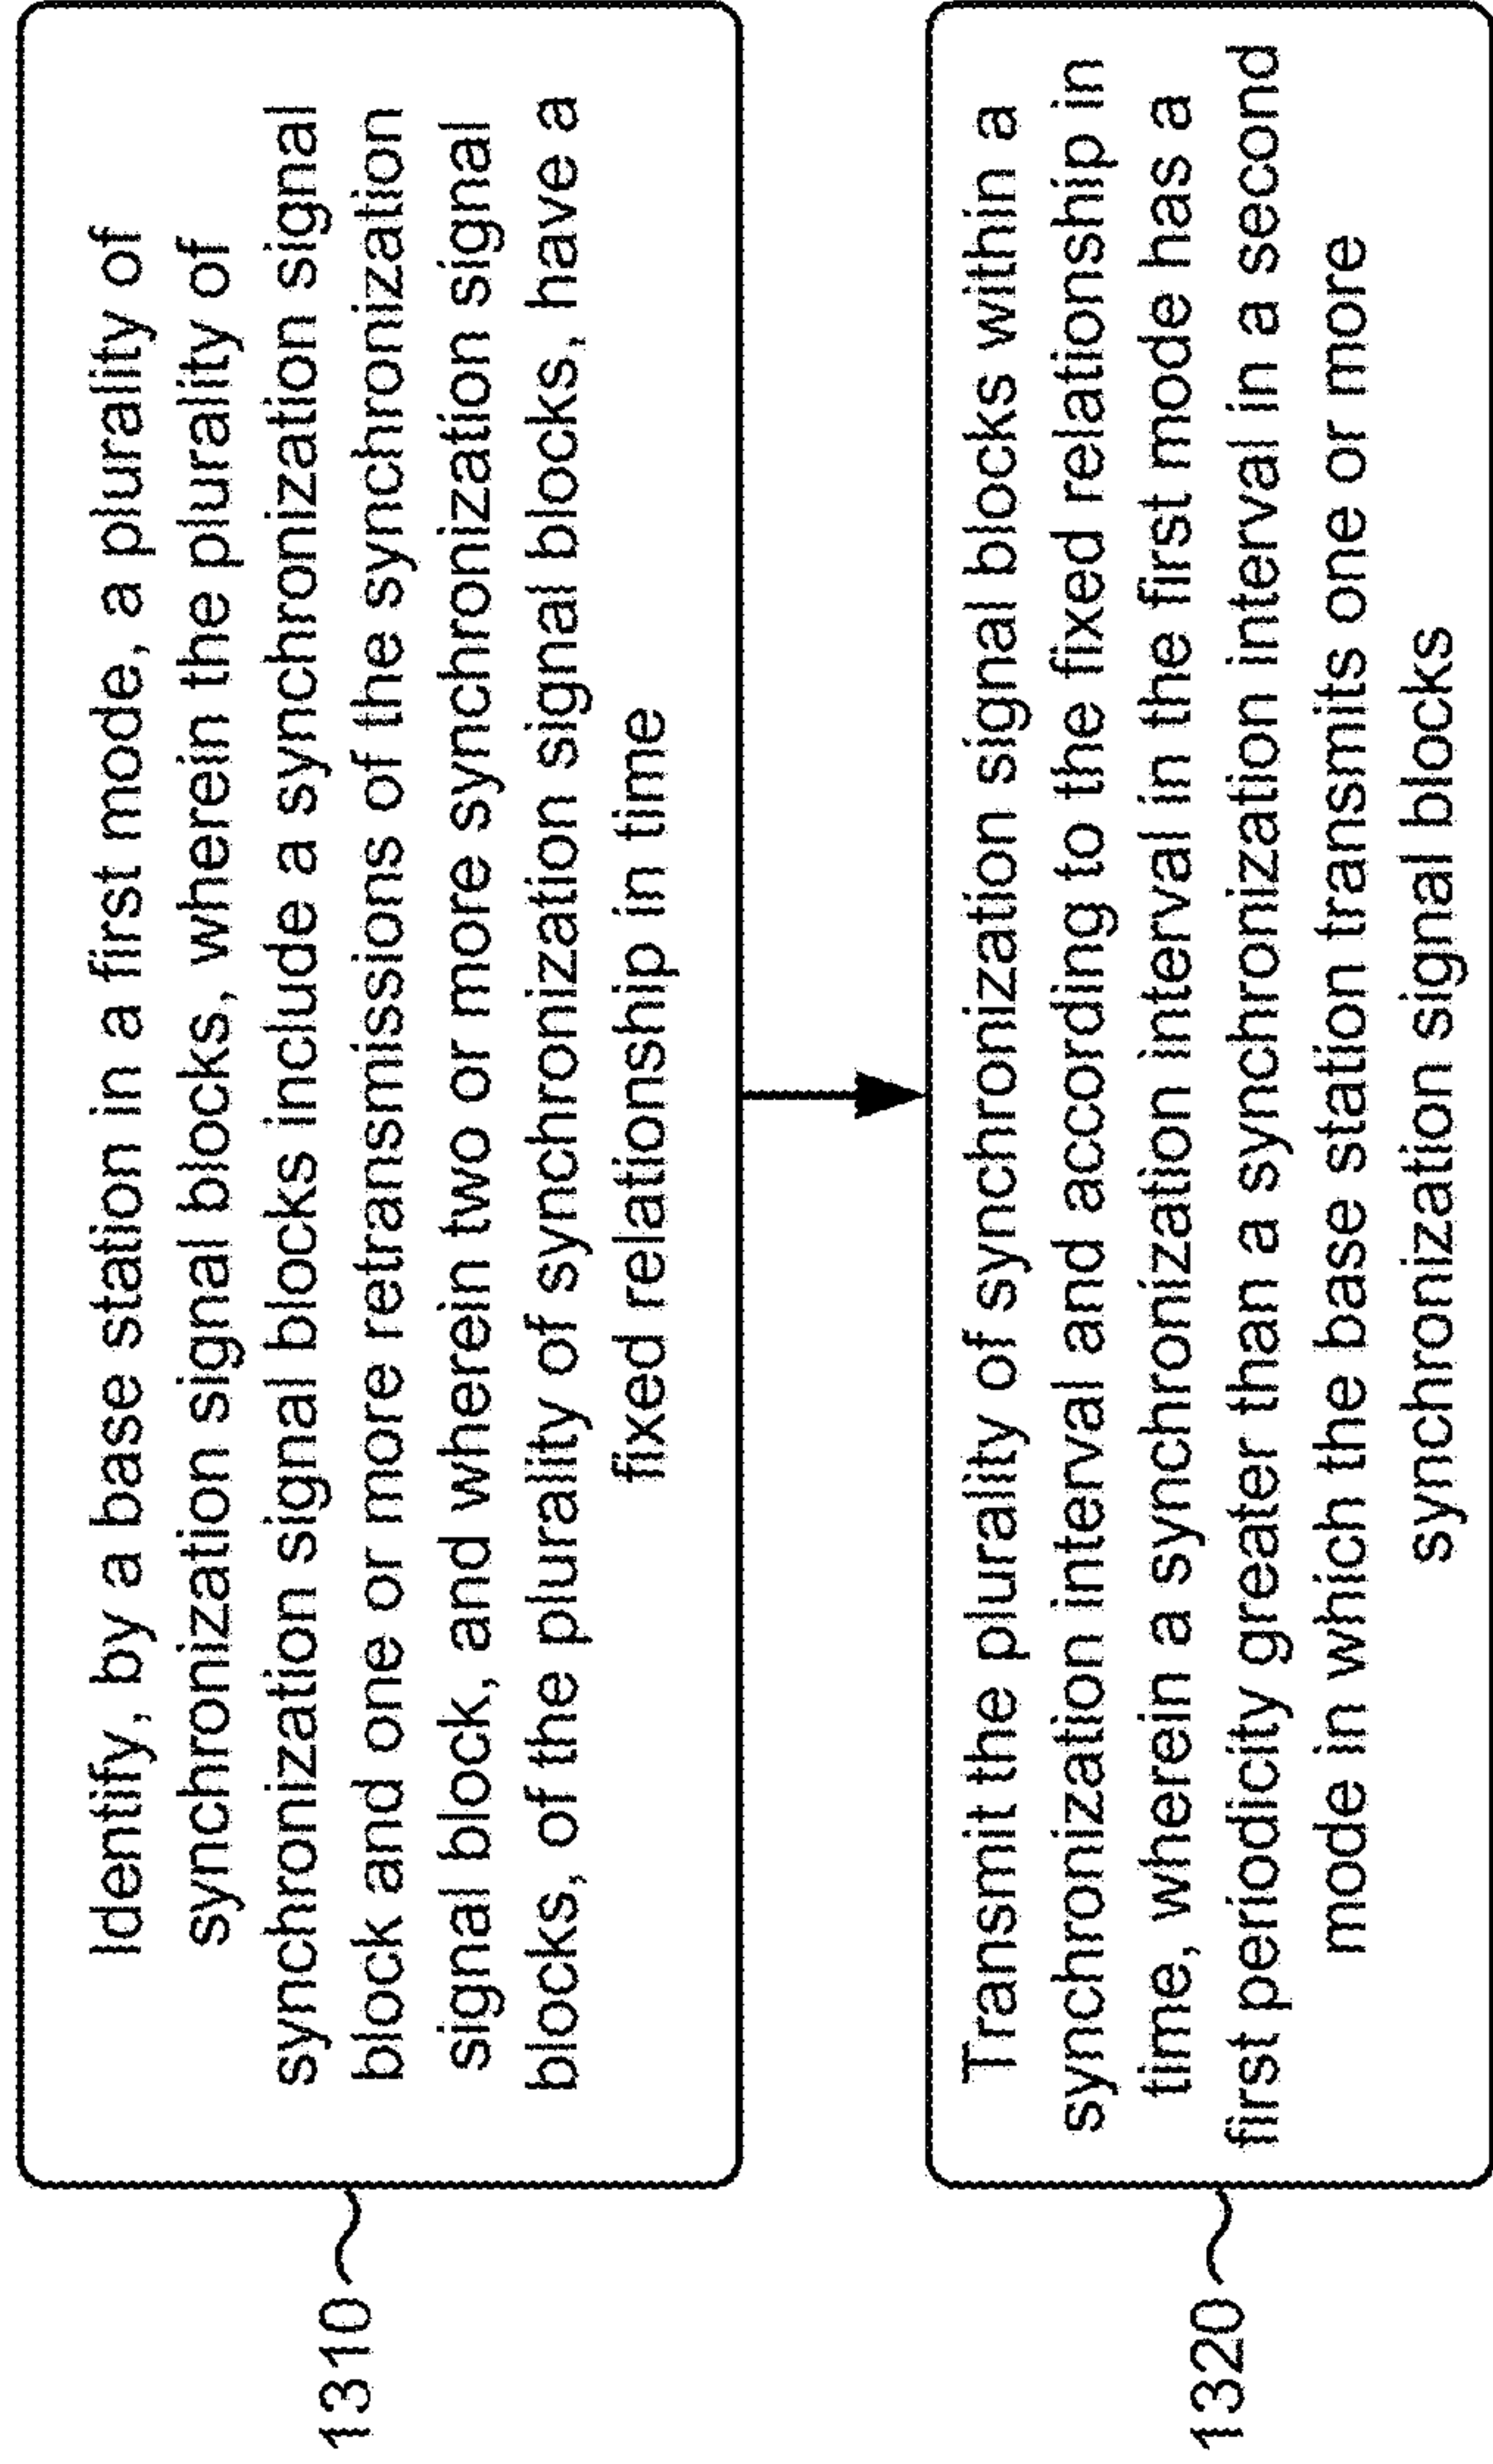 1310
Identify, by a base station in a first mode, a plurality of
synchronization signal blocks, wherein the plurality of
synchronization signal blocks include a synchronization signal
block and one or more retransmissions of the synchronization
signal block, and wherein two or more synchronization signal
blocks, of the plurality of synchronization signal blocks, have a
fixed relationship in time
1320
Transmit the plurality of synchronization signal blocks within a
synchronization interval and according to the fixed relationship in
time, wherein a synchronization interval in the first mode has a
first periodicity greater than a synchronization interval in a second
mode in which the base station transmits one or more
synchronization signal blocks